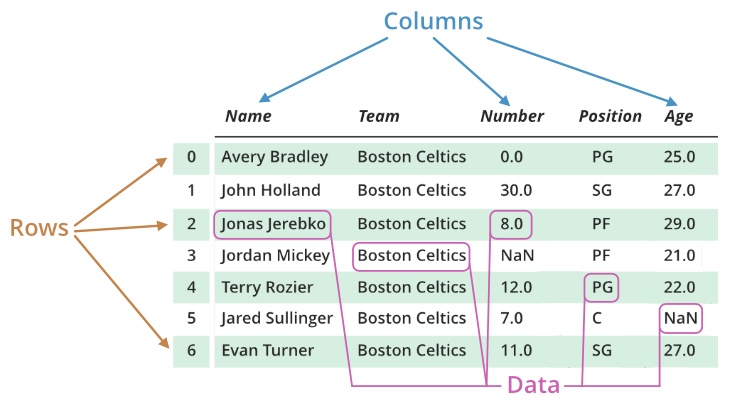 Columns
Name Team Number Position Age
0 Avery Bradley Boston Celtics 0.0 PG 25.0
1 John Holland Boston Celtics 30.0 SG 27.0
Rows
2 Jonas Jerebko Boston Celtics 8.0 PF 29.0
3 Jordan Mickey Boston Celtics NaN PF 21.0
4 Terry Rozier Boston Celtics 12.0 PG 22.0
5 Jared Sullinger Boston Celtics 7.0 C NaN
6 Evan Turner Boston Celtics 11.0 SG 27.0
Data